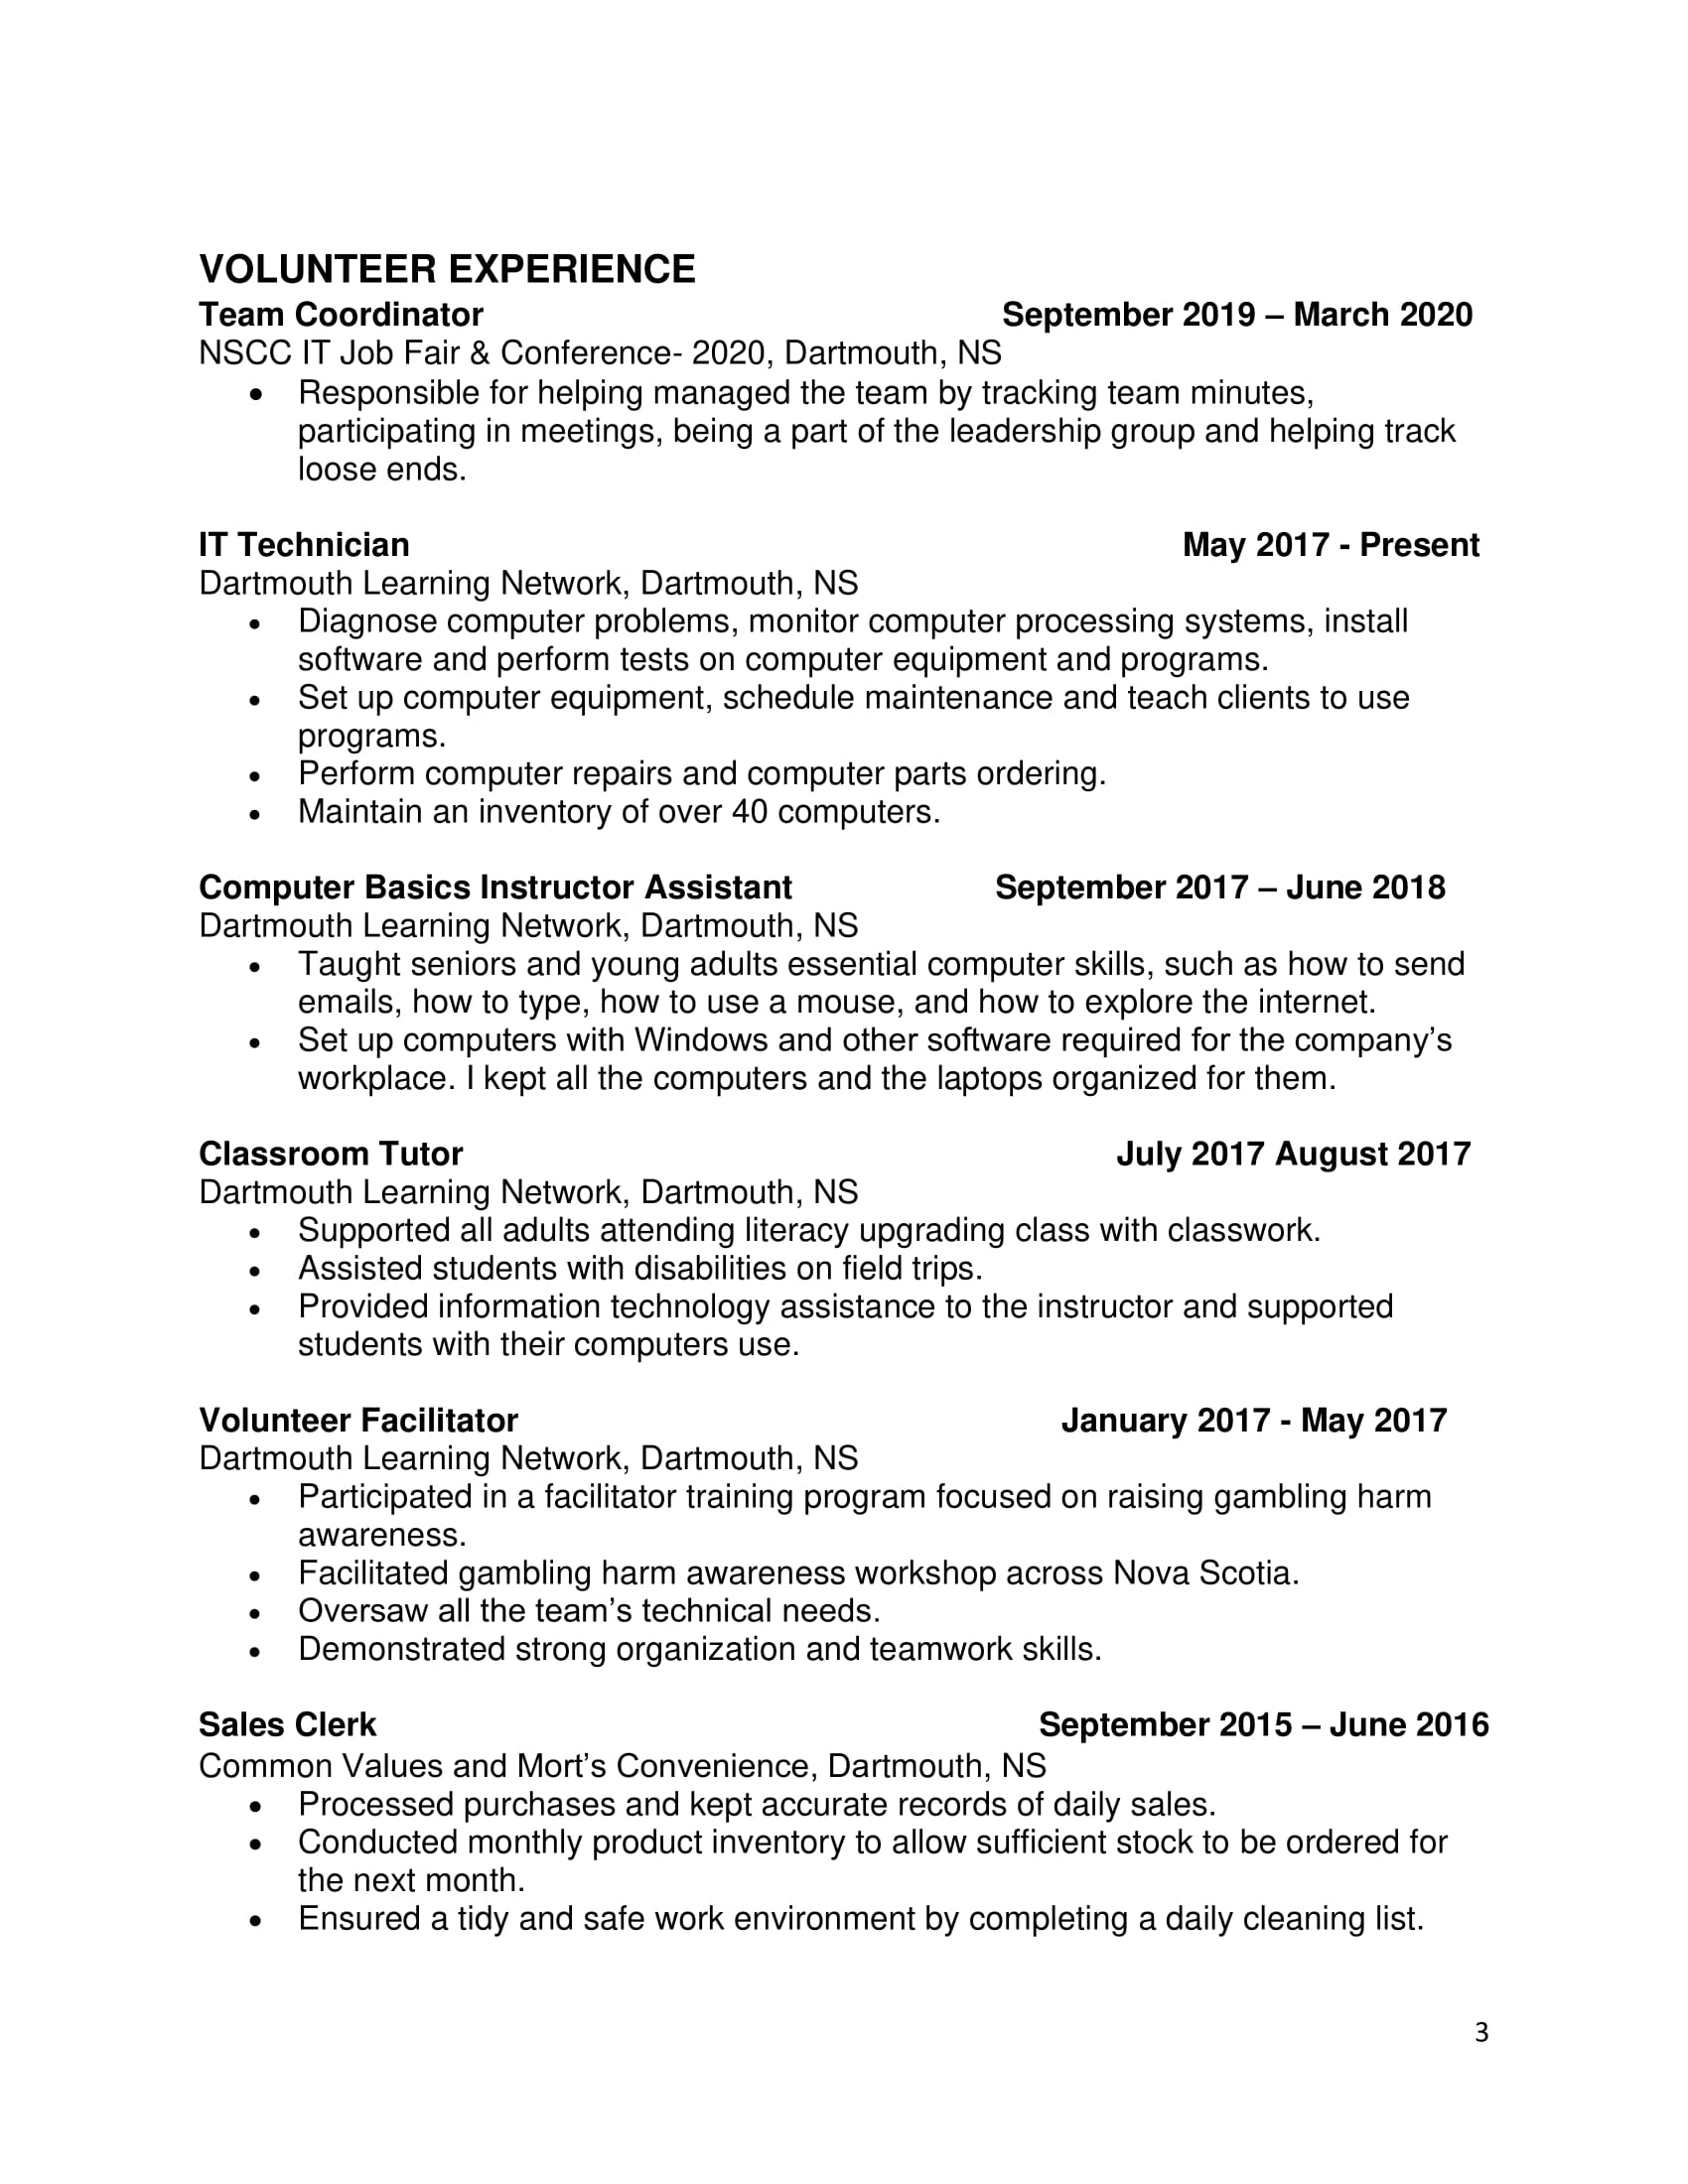 VOLUNTEER EXPERIENCE
Team Coordinator September 2019 – March 2020
NSCC IT Job Fair & Conference- 2020, Dartmouth, NS
• Responsible for helping managed the team by tracking team minutes,
participating in meetings, being a part of the leadership group and helping track
loose ends.
IT Technician May 2017 - Present
Dartmouth Learning Network, Dartmouth, NS
• Diagnose computer problems, monitor computer processing systems, install
software and perform tests on computer equipment and programs.
• Set up computer equipment, schedule maintenance and teach clients to use
programs.
• Perform computer repairs and computer parts ordering.
• Maintain an inventory of over 40 computers.
Computer Basics Instructor Assistant September 2017 – June 2018
Dartmouth Learning Network, Dartmouth, NS
• Taught seniors and young adults essential computer skills, such as how to send
emails, how to type, how to use a mouse, and how to explore the internet.
• Set up computers with Windows and other software required for the company’s
workplace. I kept all the computers and the laptops organized for them.
Classroom Tutor July 2017 August 2017
Dartmouth Learning Network, Dartmouth, NS
• Supported all adults attending literacy upgrading class with classwork.
• Assisted students with disabilities on field trips.
• Provided information technology assistance to the instructor and supported
students with their computers use.
Volunteer Facilitator January 2017 - May 2017
Dartmouth Learning Network, Dartmouth, NS
• Participated in a facilitator training program focused on raising gambling harm
awareness.
• Facilitated gambling harm awareness workshop across Nova Scotia.
• Oversaw all the team’s technical needs.
• Demonstrated strong organization and teamwork skills.
Sales Clerk September 2015 – June 2016
Common Values and Mort’s Convenience, Dartmouth, NS
• Processed purchases and kept accurate records of daily sales.
• Conducted monthly product inventory to allow sufficient stock to be ordered for
the next month.
• Ensured a tidy and safe work environment by completing a daily cleaning list.
3